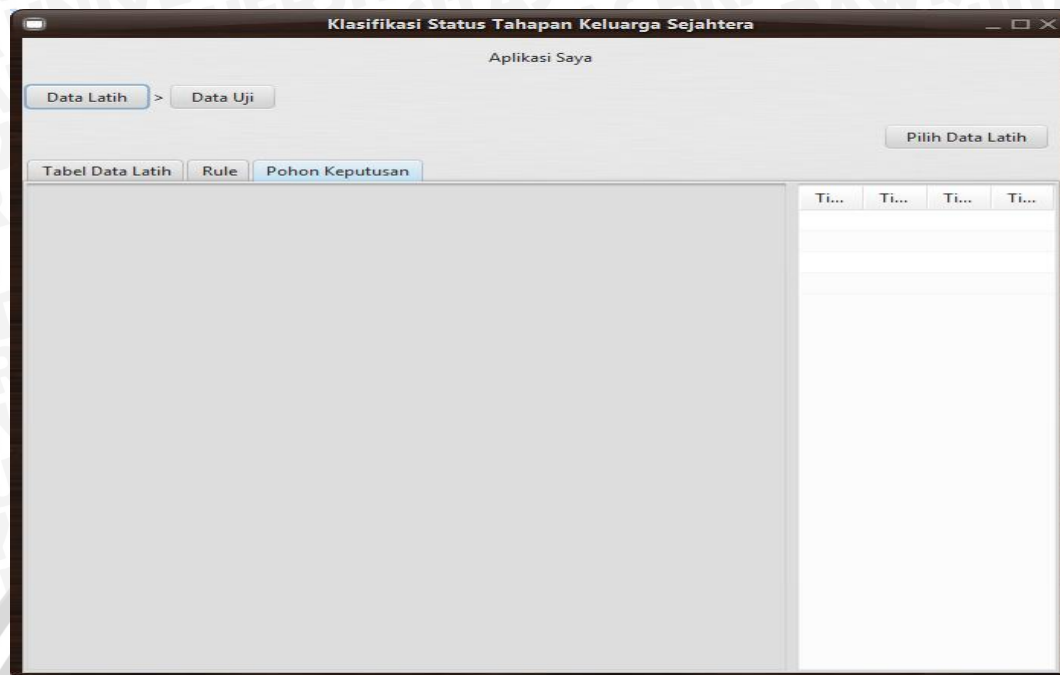 Klasifikasi Status Tahapan Keluarga Sejahtera
Aplikasi Saya
Data Latih > Data Uji
Pilih Data Latih
Tabel Data Latih Rule Pohon Keputusan
Ti... Ti... Ti... Ti...